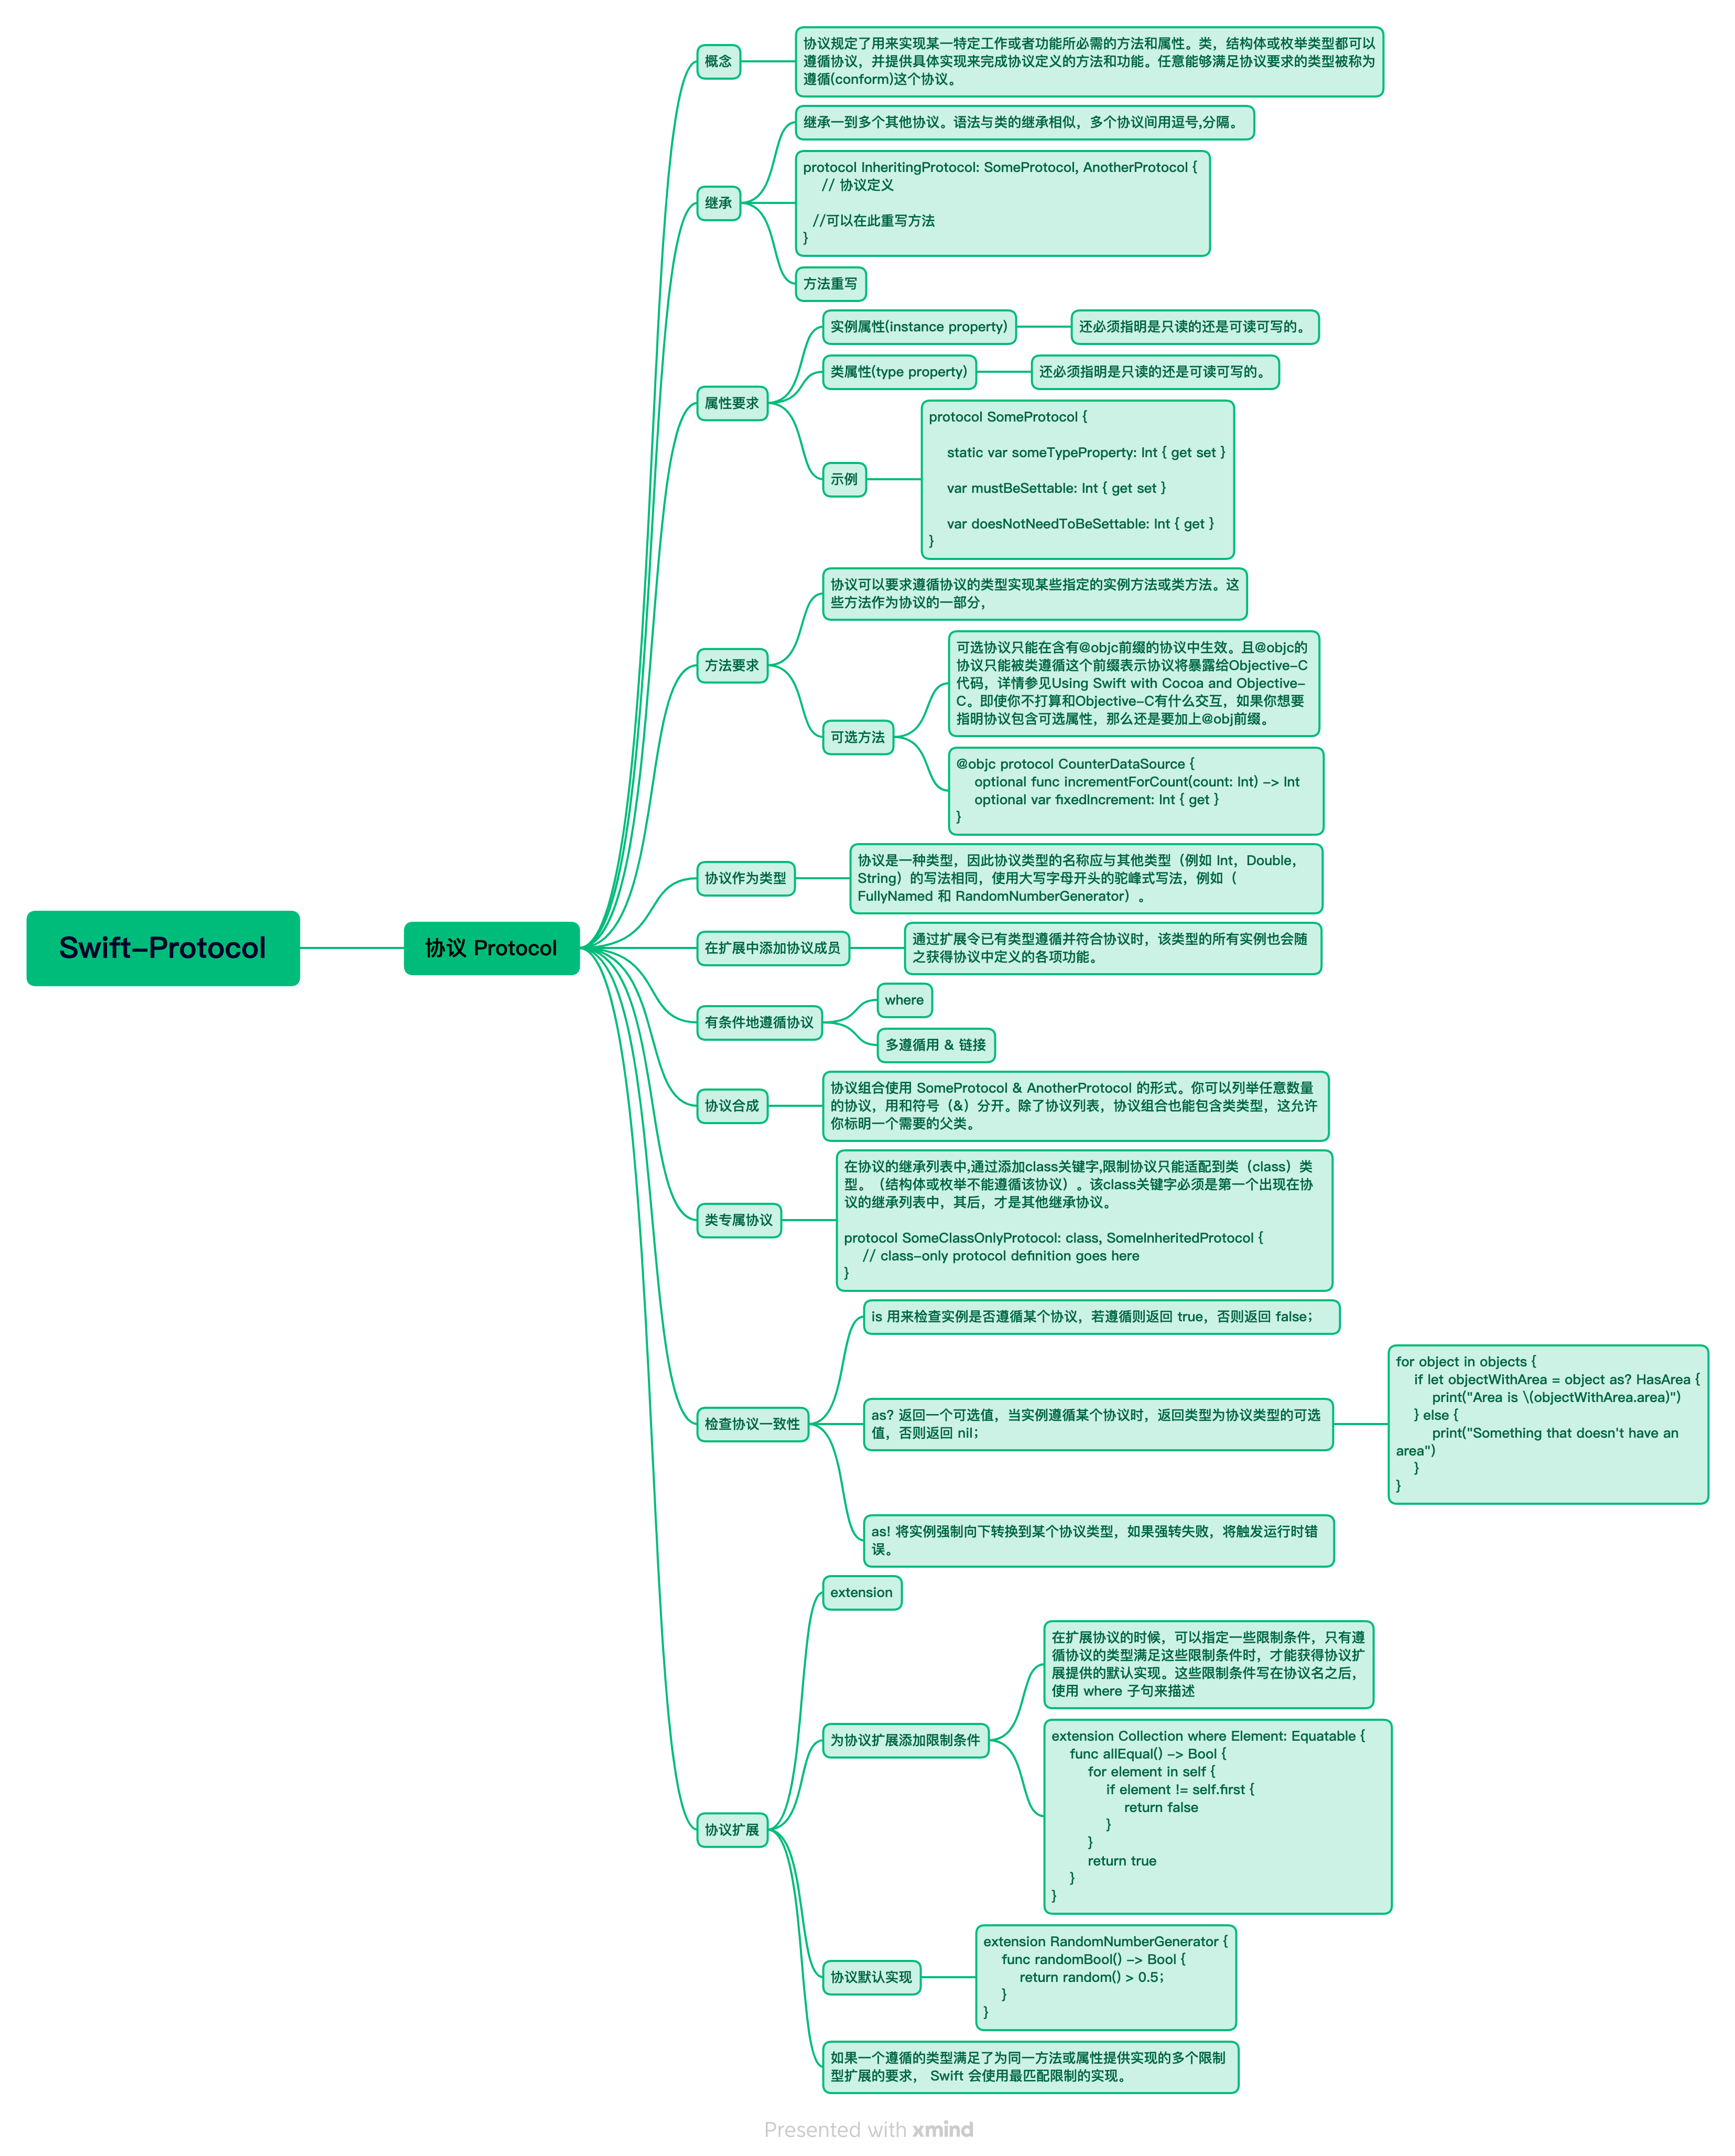 Swift-Protocol
协议 Protocol
概念
协议规定了用来实现某一特定工作或者功能所必需的方法和属性。类，结构体或枚举类型都可以
遵循协议，并提供具体实现来完成协议定义的方法和功能。任意能够满足协议要求的类型被称为
遵循(conform)这个协议。
继承
继承一到多个其他协议。语法与类的继承相似，多个协议间用逗号,分隔。
protocol InheritingProtocol: SomeProtocol, AnotherProtocol {
// 协议定义
//可以在此重写方法
}
方法重写
属性要求
实例属性(instance property)
还必须指明是只读的还是可读可写的。
类属性(type property)
还必须指明是只读的还是可读可写的。
示例
protocol SomeProtocol {
static var someTypeProperty: Int { get set }
var mustBeSettable: Int { get set }
var doesNotNeedToBeSettable: Int { get }
}
方法要求
协议可以要求遵循协议的类型实现某些指定的实例方法或类方法。这
些方法作为协议的一部分，
可选方法
可选协议只能在含有@objc前缀的协议中生效。且@objc的
协议只能被类遵循这个前缀表示协议将暴露给Objective-C
代码，详情参见Using Swift with Cocoa and Objective-
C。即使你不打算和Objective-C有什么交互，如果你想要
指明协议包含可选属性，那么还是要加上@obj前缀。
@objc protocol CounterDataSource {
optional func incrementForCount(count: Int) -> Int
optional var fixedIncrement: Int { get }
}
协议作为类型
协议是一种类型，因此协议类型的名称应与其他类型（例如 Int，Double，
String）的写法相同，使用大写字母开头的驼峰式写法，例如（
FullyNamed 和 RandomNumberGenerator）。
在扩展中添加协议成员
通过扩展令已有类型遵循并符合协议时，该类型的所有实例也会随
之获得协议中定义的各项功能。
有条件地遵循协议
where
多遵循用 & 链接
协议合成
协议组合使用 SomeProtocol & AnotherProtocol 的形式。你可以列举任意数量
的协议，用和符号（&）分开。除了协议列表，协议组合也能包含类类型，这允许
你标明一个需要的父类。
类专属协议
在协议的继承列表中,通过添加class关键字,限制协议只能适配到类（class）类
型。（结构体或枚举不能遵循该协议）。该class关键字必须是第一个出现在协
议的继承列表中，其后，才是其他继承协议。
protocol SomeClassOnlyProtocol: class, SomeInheritedProtocol {
// class-only protocol definition goes here
}
检查协议一致性
is 用来检查实例是否遵循某个协议，若遵循则返回 true，否则返回 false；
as? 返回一个可选值，当实例遵循某个协议时，返回类型为协议类型的可选
值，否则返回 nil；
for object in objects {
if let objectWithArea = object as? HasArea {
print("Area is \(objectWithArea.area)")
} else {
print("Something that doesn't have an
area")
}
}
as! 将实例强制向下转换到某个协议类型，如果强转失败，将触发运行时错
误。
协议扩展
extension
为协议扩展添加限制条件
在扩展协议的时候，可以指定一些限制条件，只有遵
循协议的类型满足这些限制条件时，才能获得协议扩
展提供的默认实现。这些限制条件写在协议名之后，
使用 where 子句来描述
extension Collection where Element: Equatable {
func allEqual() -> Bool {
for element in self {
if element != self.first {
return false
}
}
return true
}
}
协议默认实现
extension RandomNumberGenerator {
func randomBool() -> Bool {
return random() > 0.5；
}
}
如果一个遵循的类型满足了为同一方法或属性提供实现的多个限制
型扩展的要求， Swift 会使用最匹配限制的实现。
Presented with xmind